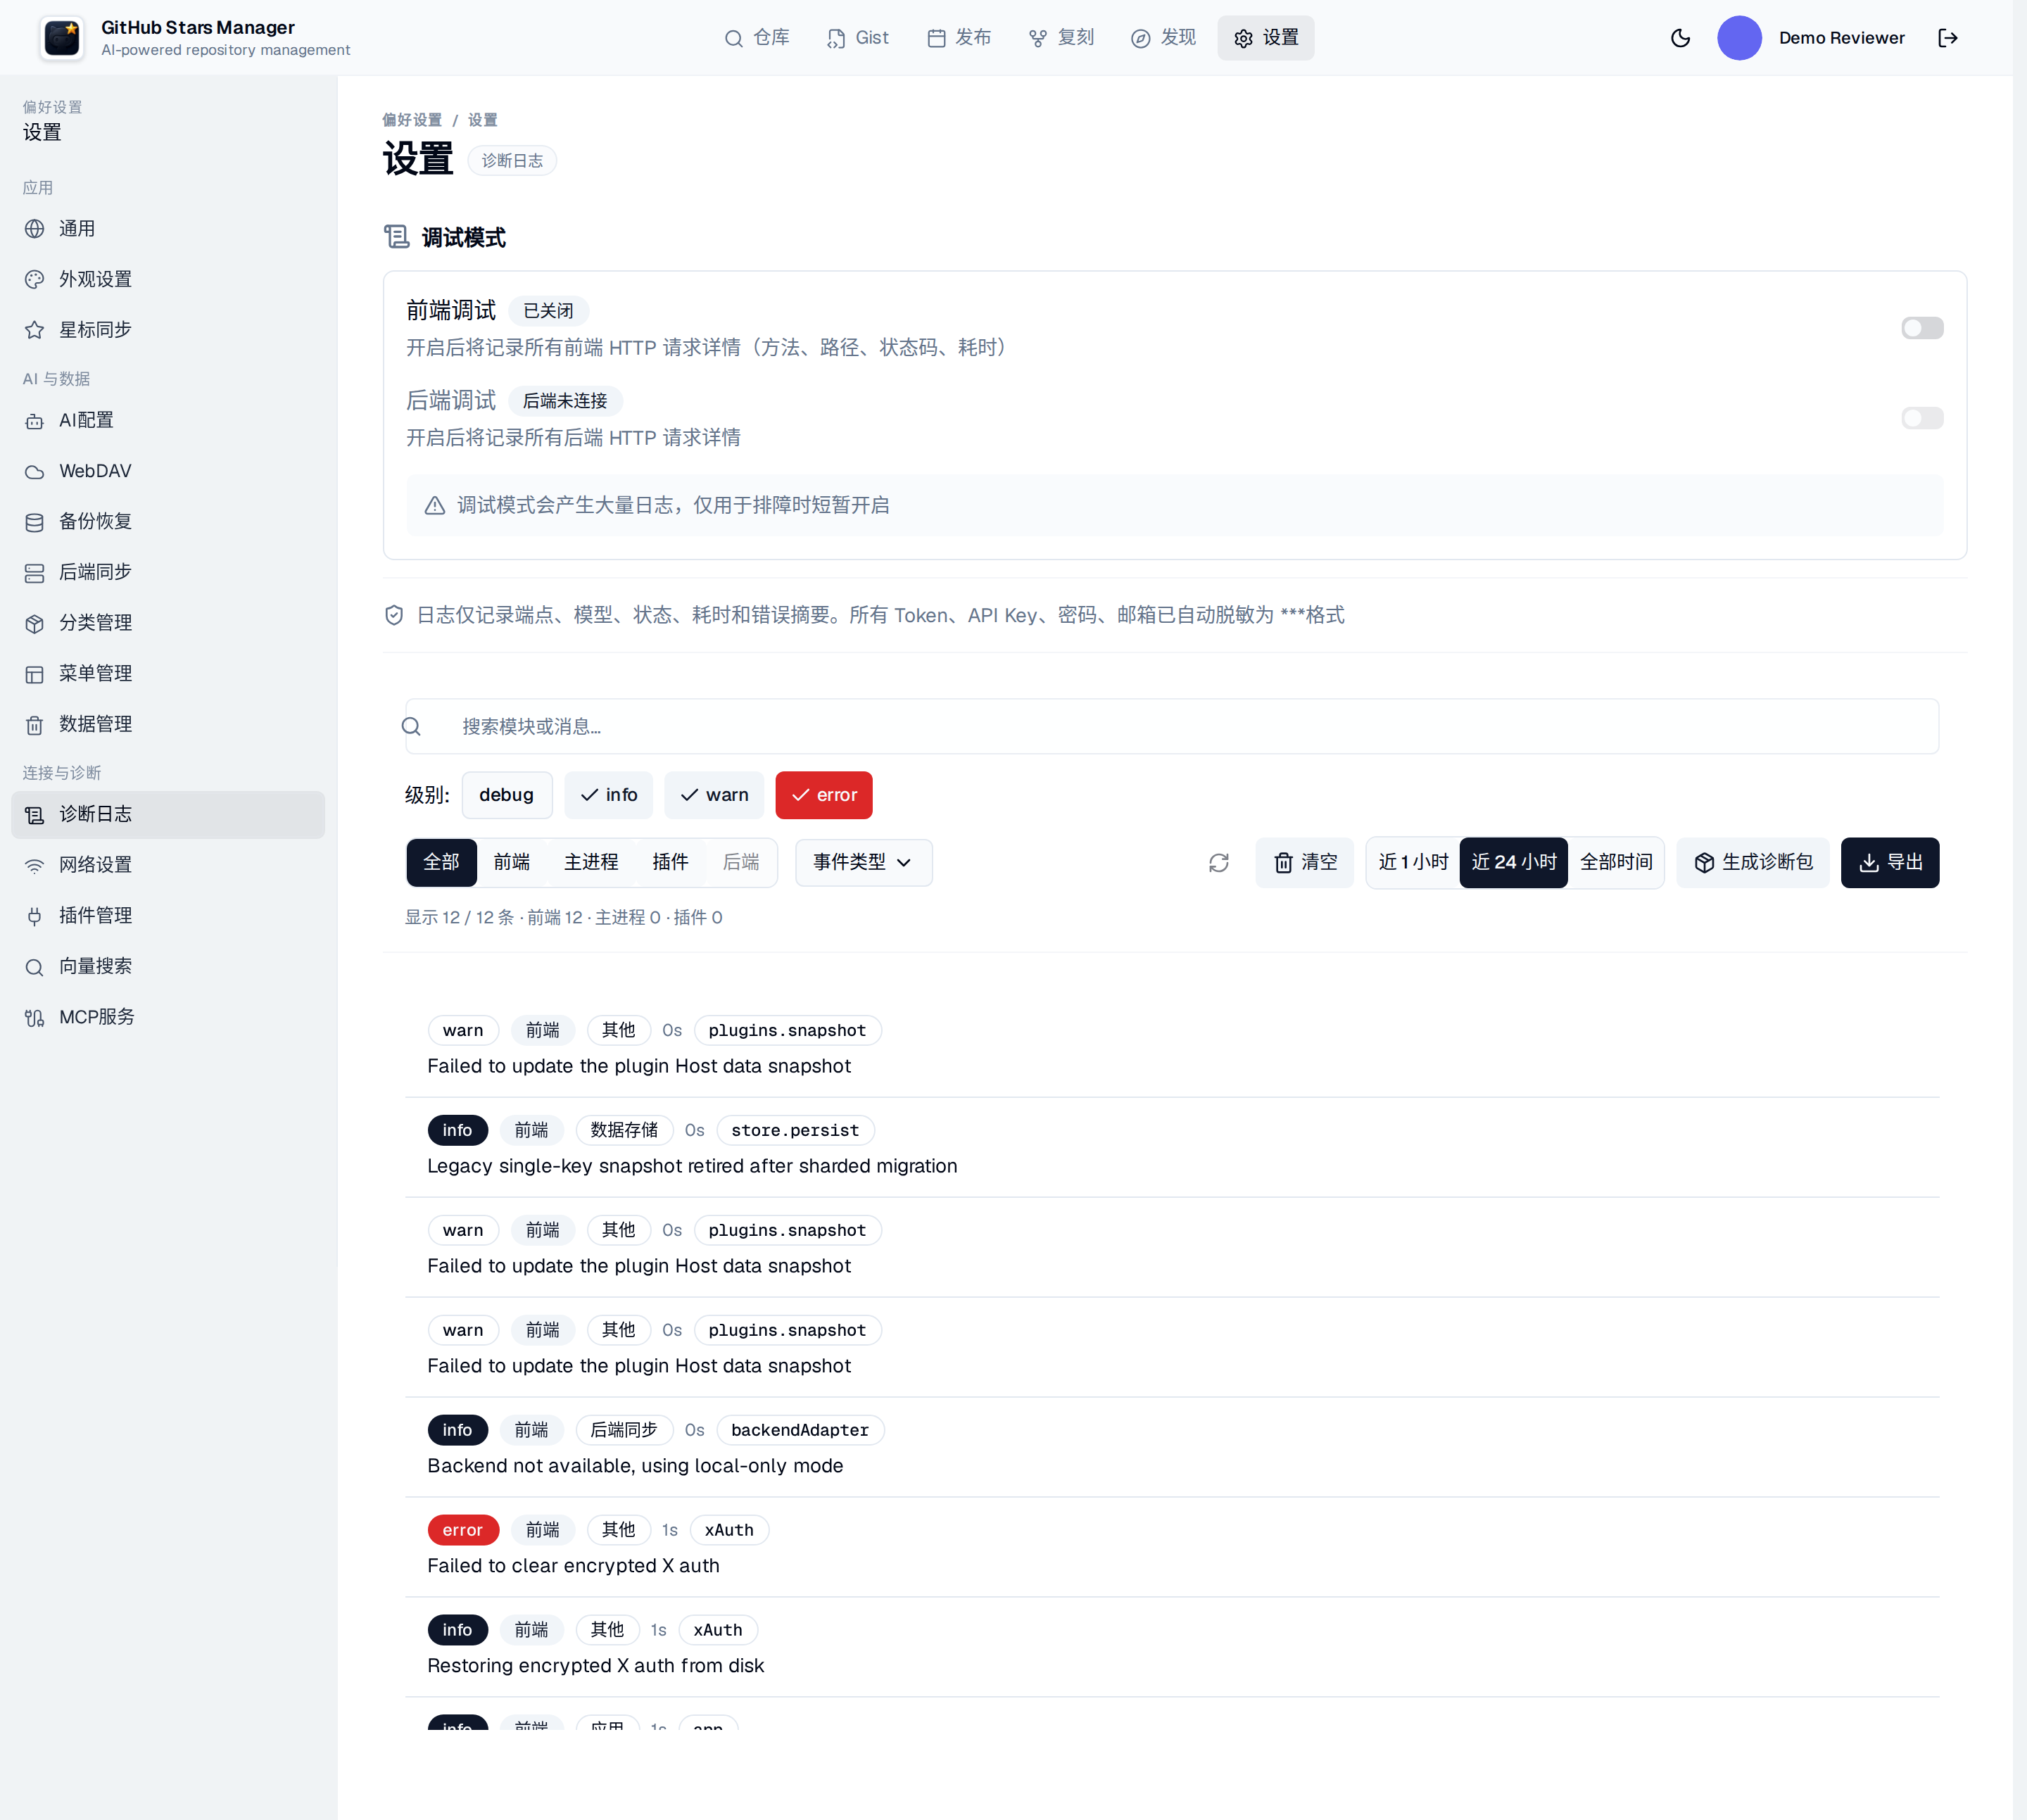 GitHub Stars Manager
AI-powered repository management
仓库
Gist
发布
复刻
发现
设置
Demo Reviewer
偏好设置
设置
应用
通用
外观设置
星标同步
AI 与数据
AI配置
WebDAV
备份恢复
后端同步
分类管理
菜单管理
数据管理
连接与诊断
诊断日志
网络设置
插件管理
向量搜索
MCP服务
偏好设置 / 设置
设置 诊断日志
调试模式
前端调试 已关闭
开启后将记录所有前端 HTTP 请求详情（方法、路径、状态码、耗时）
后端调试 后端未连接
开启后将记录所有后端 HTTP 请求详情
调试模式会产生大量日志，仅用于排障时短暂开启
日志仅记录端点、模型、状态、耗时和错误摘要。所有 Token、API Key、密码、邮箱已自动脱敏为 ***格式
搜索模块或消息...
级别: debug info warn error
全部 前端 主进程 插件 后端 事件类型 清空 近 1 小时 近 24 小时 全部时间 生成诊断包 导出
显示 12 / 12 条 · 前端 12 · 主进程 0 · 插件 0
warn 前端 其他 0s plugins.snapshot
Failed to update the plugin Host data snapshot
info 前端 数据存储 0s store.persist
Legacy single-key snapshot retired after sharded migration
warn 前端 其他 0s plugins.snapshot
Failed to update the plugin Host data snapshot
warn 前端 其他 0s plugins.snapshot
Failed to update the plugin Host data snapshot
info 前端 后端同步 0s backendAdapter
Backend not available, using local-only mode
error 前端 其他 1s xAuth
Failed to clear encrypted X auth
info 前端 其他 1s xAuth
Restoring encrypted X auth from disk
info 前端 应用 1s app